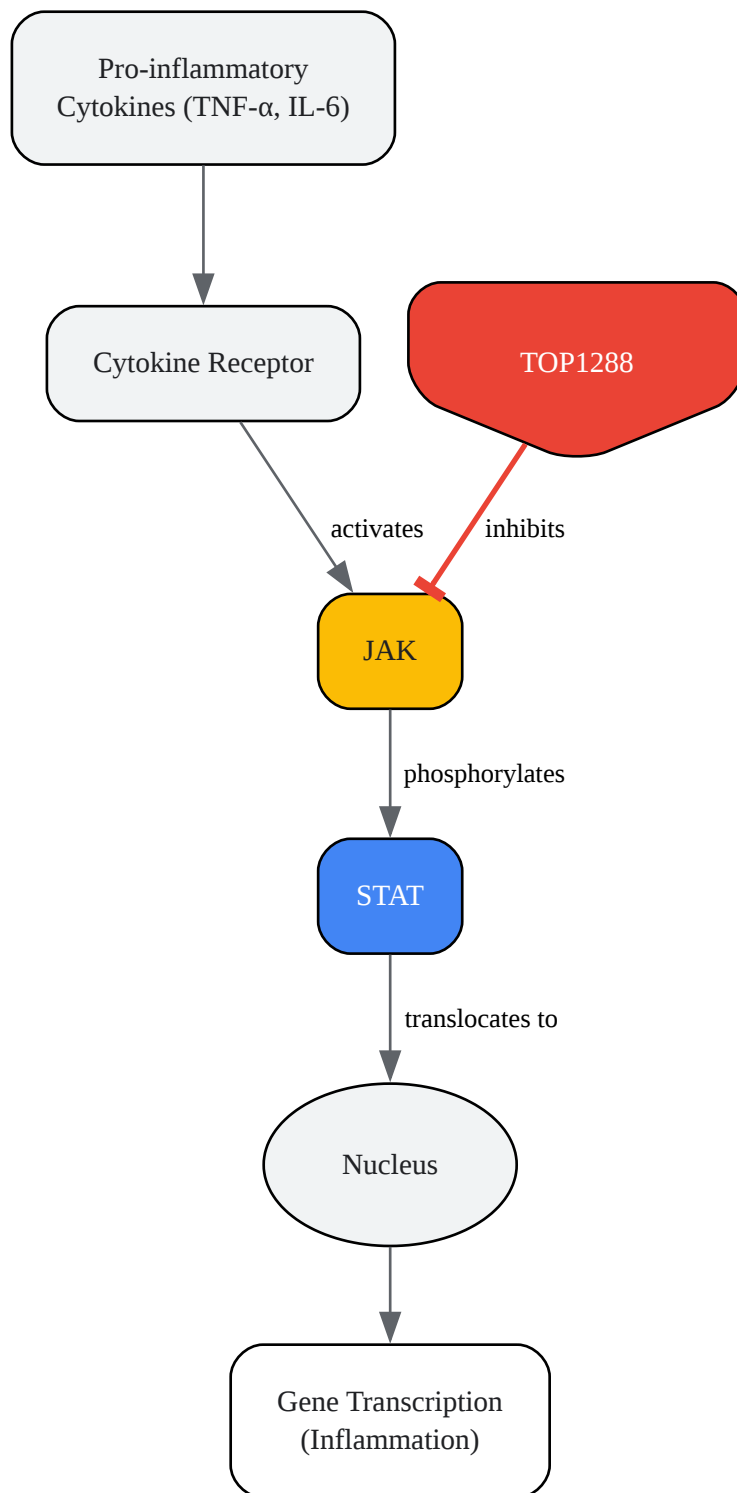 Pro-inflammatory
Cytokines (TNF-α, IL-6)
Cytokine Receptor
TOP1288
activates
inhibits
JAK
phosphorylates
STAT
translocates to
Nucleus
Gene Transcription
(Inflammation)